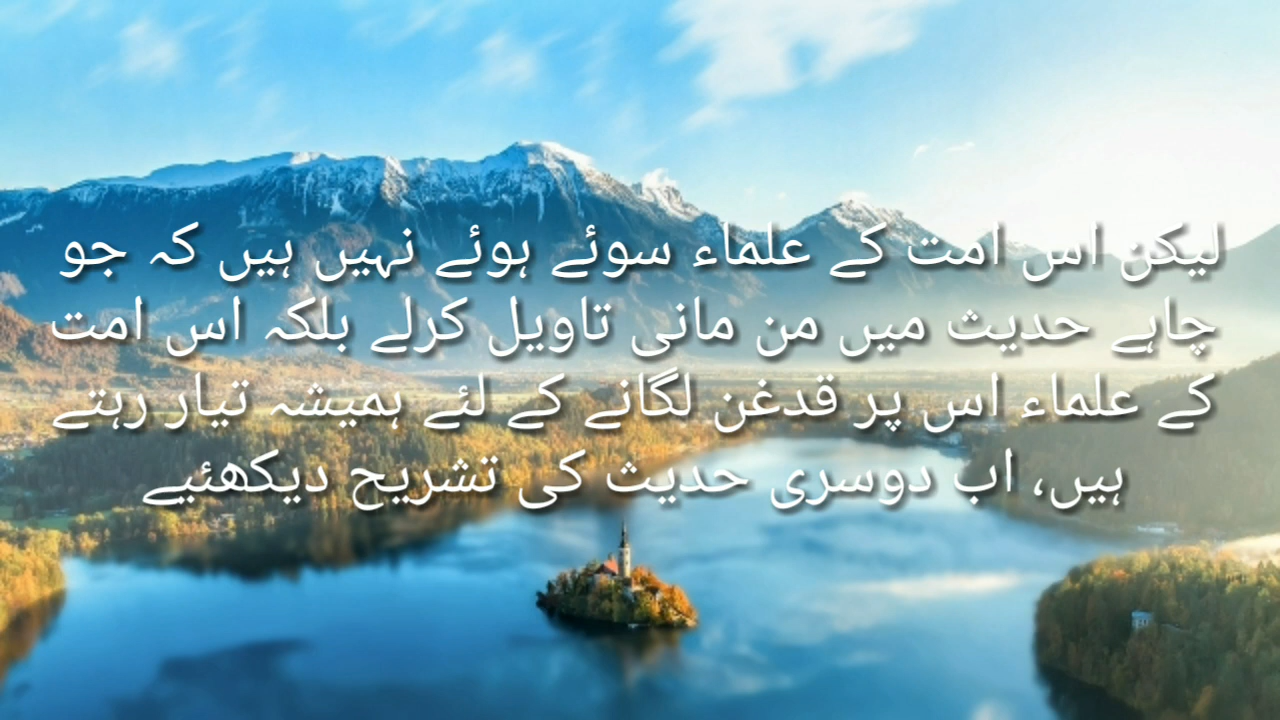 لیکن اس امت کے علماء سوئے ہوئے نہیں ہیں کہ جو
چاہے حدیث میں من مانی تاویل کرلے بلکہ اس امت
کے علماء اس پر قدغن لگانے کے لئے ہمیشہ تیار رہتے
ہیں، اب دوسری حدیث کی تشریح دیکھئیے